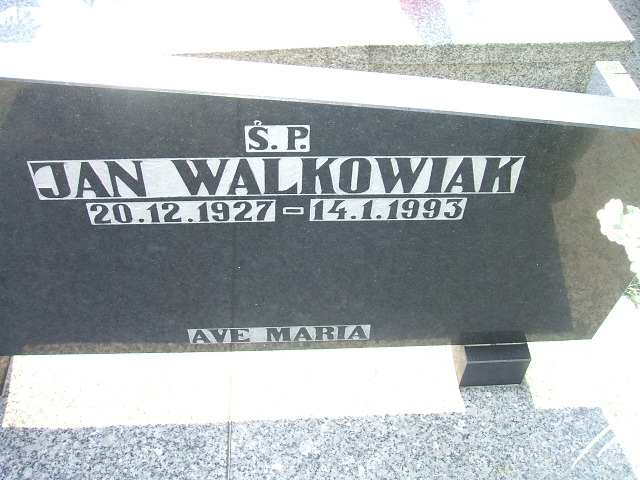 Ś.P.
JAN WALKOWIAK
20.12.1927 – 14.1.1993
AVE MARIA